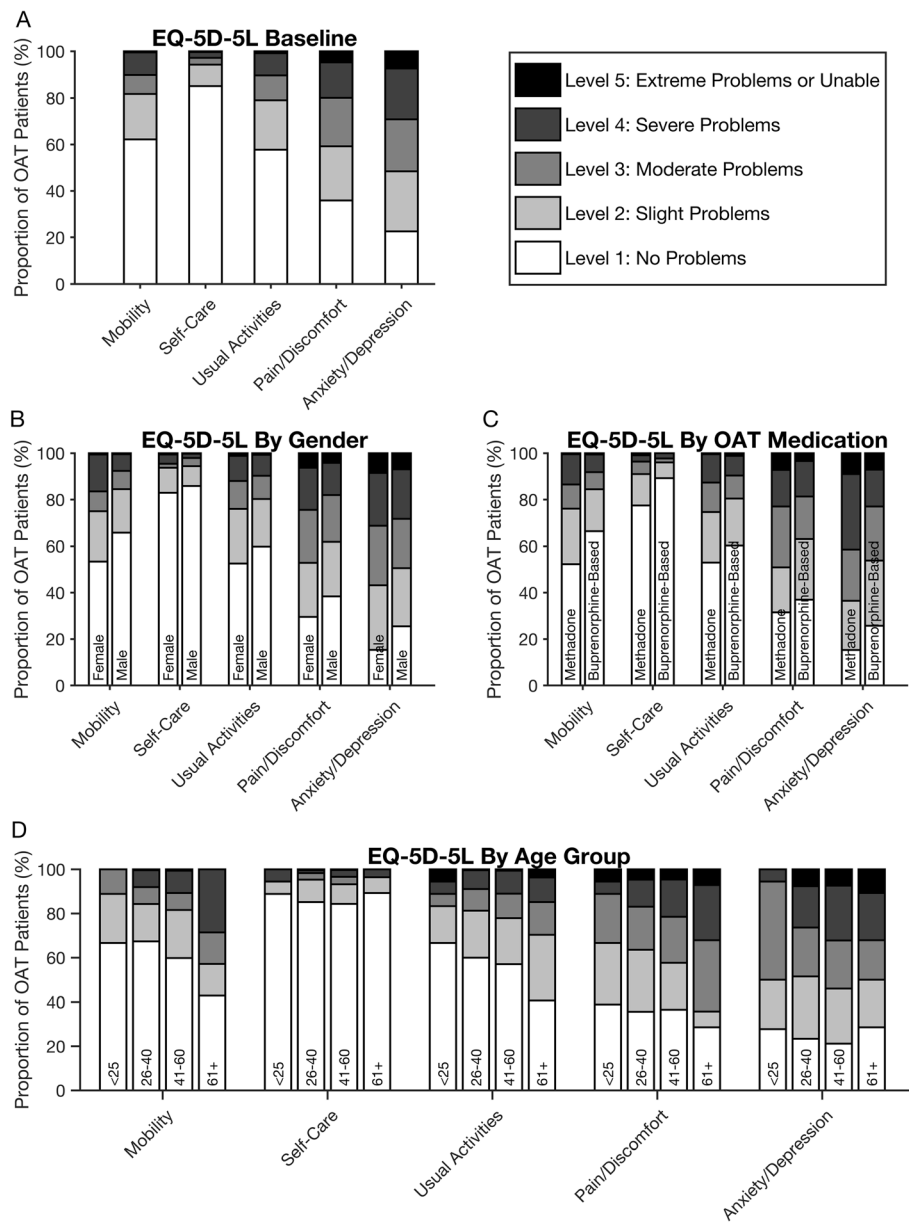 A
EQ-5D-5L Baseline
Proportion of OAT Patients (%)
100
80
60
40
20
0
Mobility
Self-Care
Usual Activities
Pain/Discomfort
Anxiety/Depression
Level 5: Extreme Problems or Unable
Level 4: Severe Problems
Level 3: Moderate Problems
Level 2: Slight Problems
Level 1: No Problems
B
EQ-5D-5L By Gender
Proportion of OAT Patients (%)
100
80
60
40
20
0
Female
Male
Female
Male
Female
Male
Female
Male
Female
Male
Mobility
Self-Care
Usual Activities
Pain/Discomfort
Anxiety/Depression
C
EQ-5D-5L By OAT Medication
Proportion of OAT Patients (%)
100
80
60
40
20
0
Methadone
Buprenorphine-Based
Methadone
Buprenorphine-Based
Methadone
Buprenorphine-Based
Methadone
Buprenorphine-Based
Methadone
Buprenorphine-Based
Mobility
Self-Care
Usual Activities
Pain/Discomfort
Anxiety/Depression
D
EQ-5D-5L By Age Group
Proportion of OAT Patients (%)
100
80
60
40
20
0
<25
26-40
41-60
61+
<25
26-40
41-60
61+
<25
26-40
41-60
61+
<25
26-40
41-60
61+
<25
26-40
41-60
61+
Mobility
Self-Care
Usual Activities
Pain/Discomfort
Anxiety/Depression